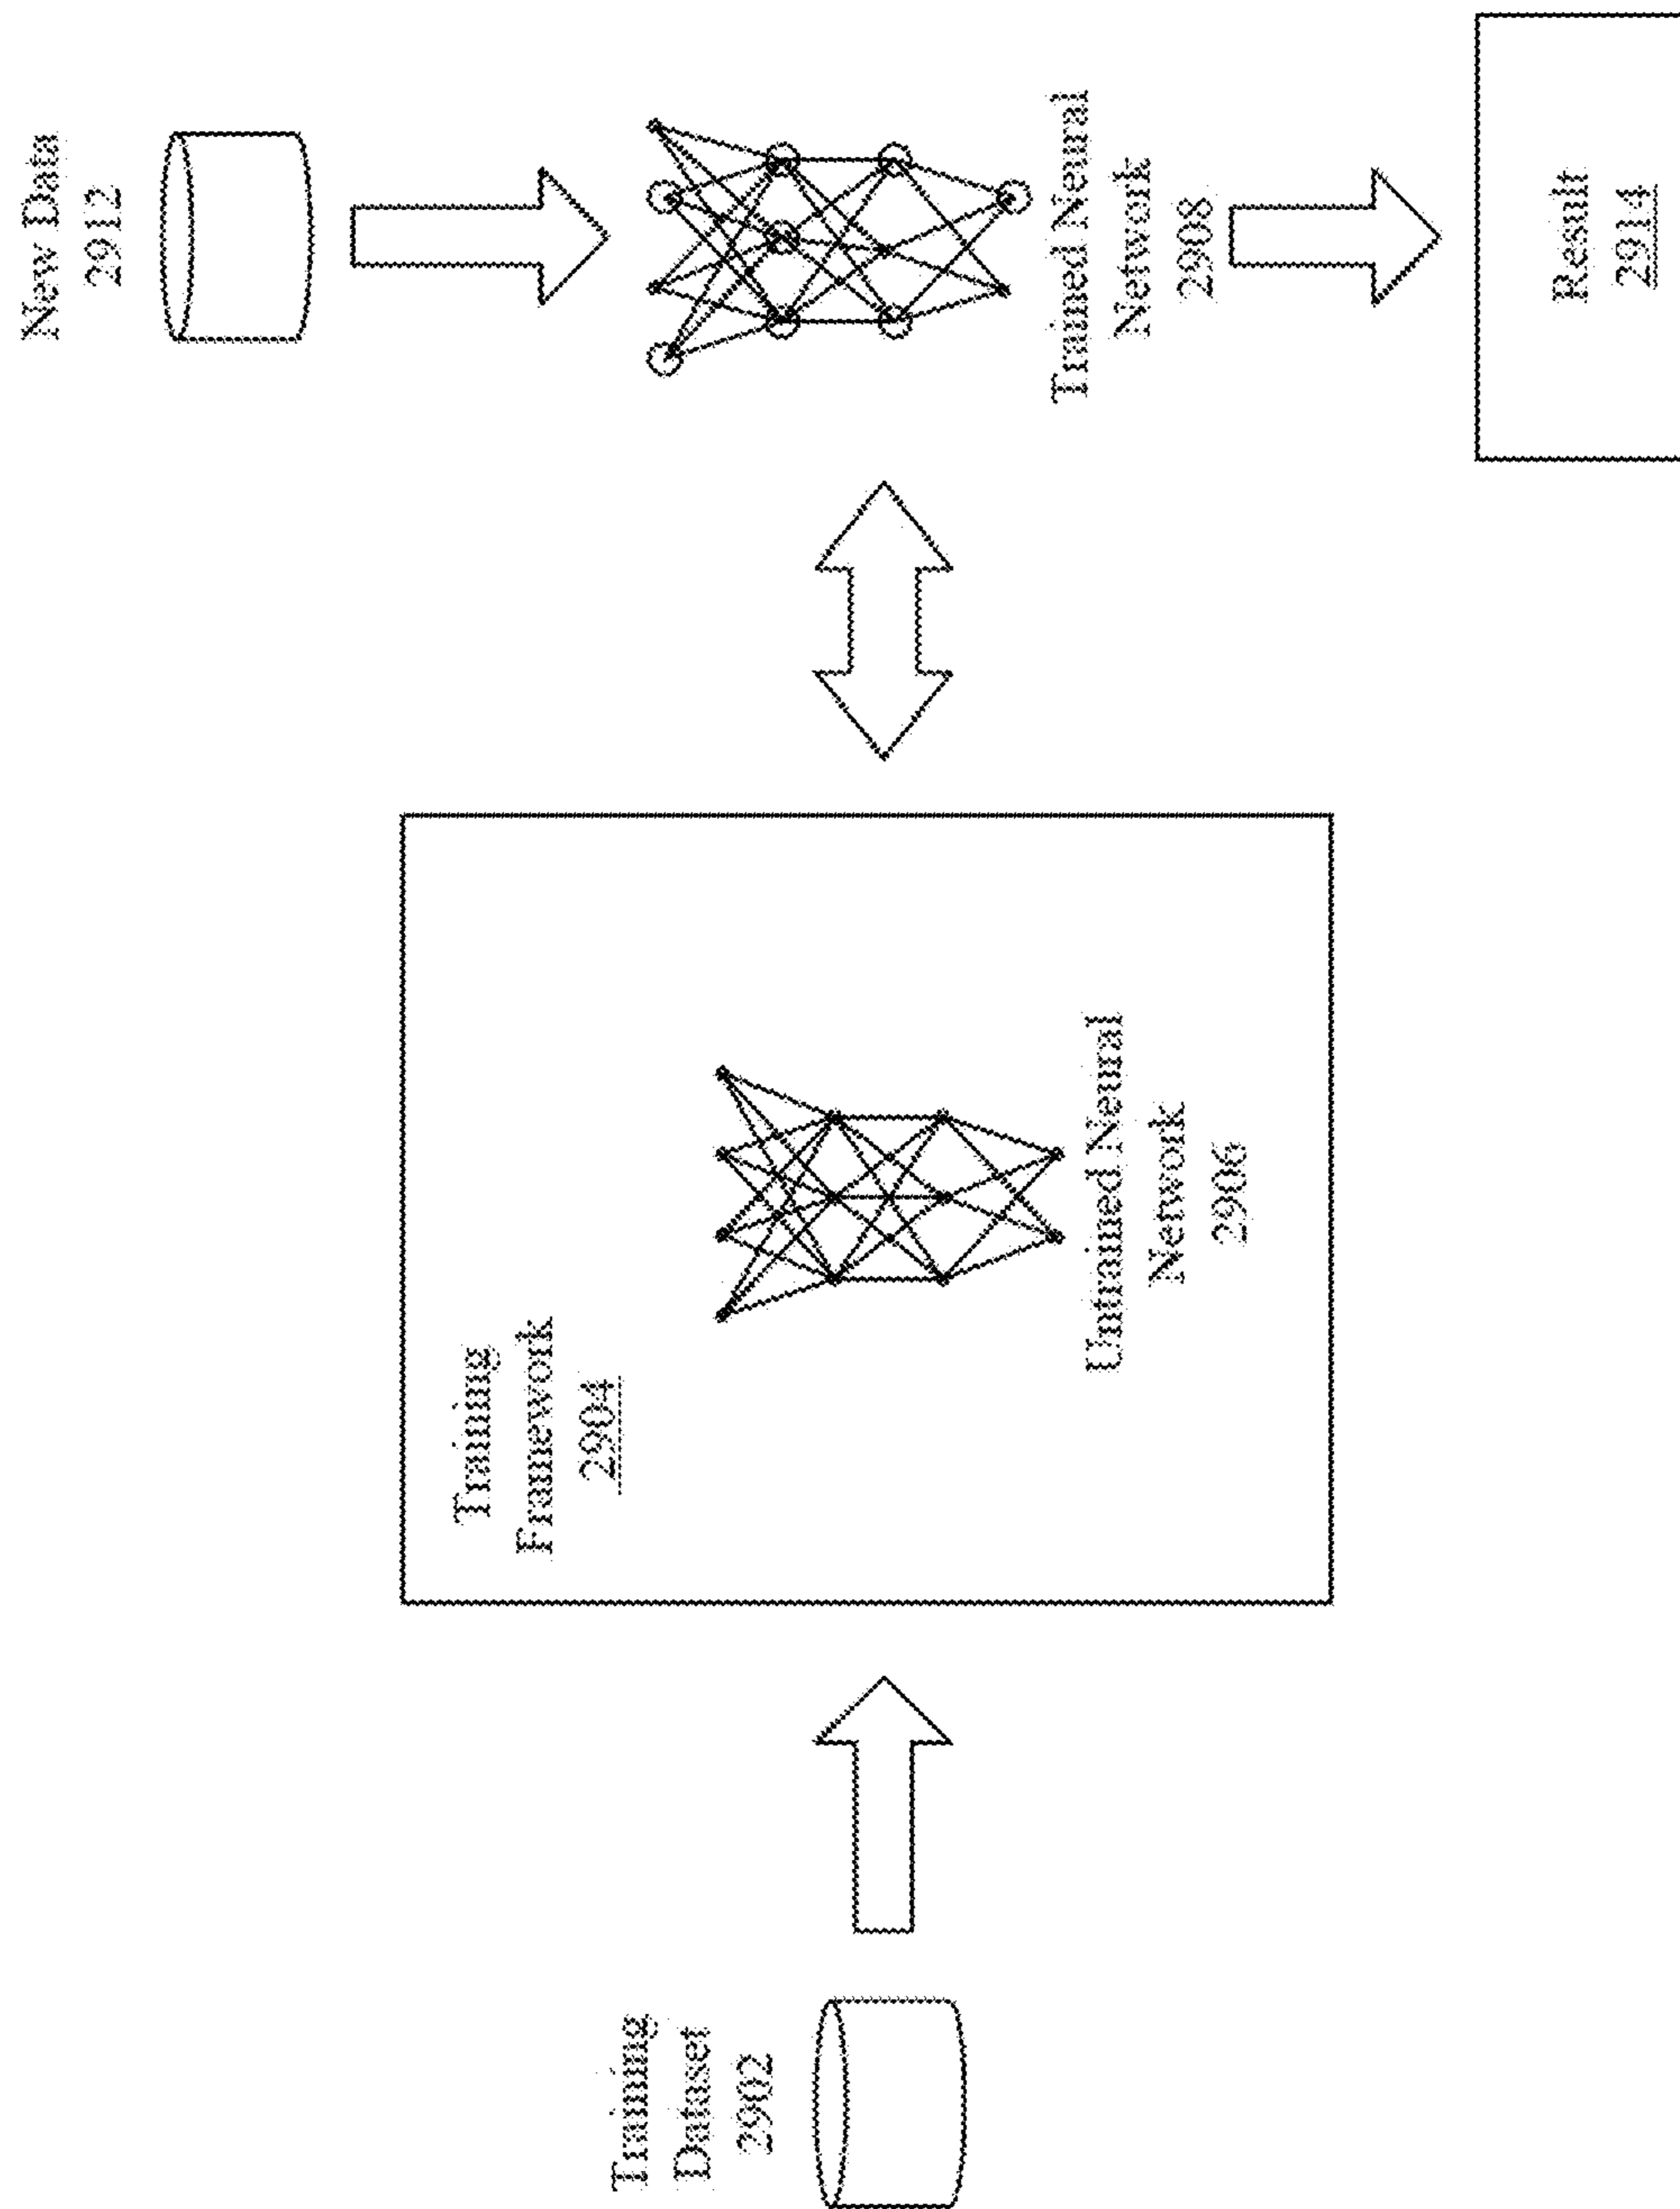 Training
Dataset
2902
Training
Framework
2904
Untrained Neural
Network
2906
New Data
2912
Trained Neural
Network
2908
Result
2914